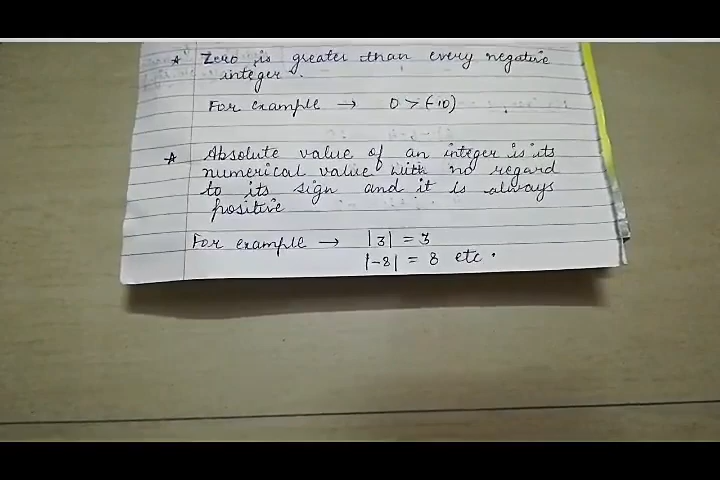 ☆ Zero is greater than every negative
integer.
For example → 0 > (-10)
☆ Absolute value of an integer is its
numerical value with no regard
to its sign and it is always
positive
For example → |3| = 3
|-8| = 8 etc.